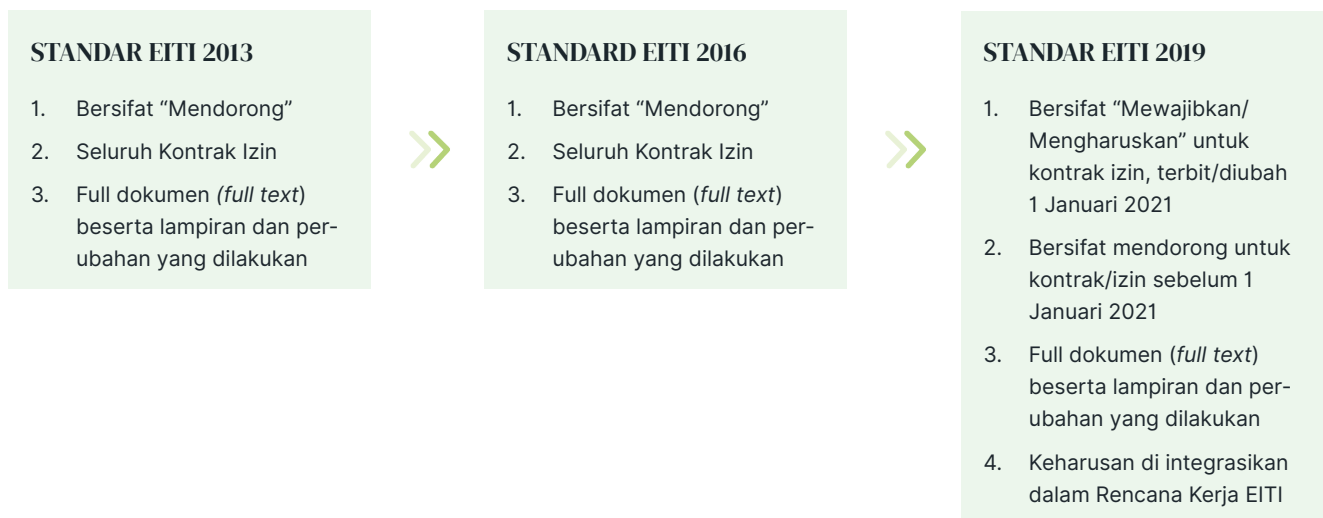 STANDAR EITI 2013
1. Bersifat “Mendorong”
2. Seluruh Kontrak Izin
3. Full dokumen (full text)
beserta lampiran dan per-
ubahan yang dilakukan
STANDARD EITI 2016
1. Bersifat “Mendorong”
2. Seluruh Kontrak Izin
3. Full dokumen (full text)
beserta lampiran dan per-
ubahan yang dilakukan
STANDAR EITI 2019
1. Bersifat “Mewajibkan/
Mengharuskan” untuk
kontrak izin, terbit/diubah
1 Januari 2021
2. Bersifat mendorong untuk
kontrak/izin sebelum 1
Januari 2021
3. Full dokumen (full text)
beserta lampiran dan per-
ubahan yang dilakukan
4. Keharusan di integrasikan
dalam Rencana Kerja EITI